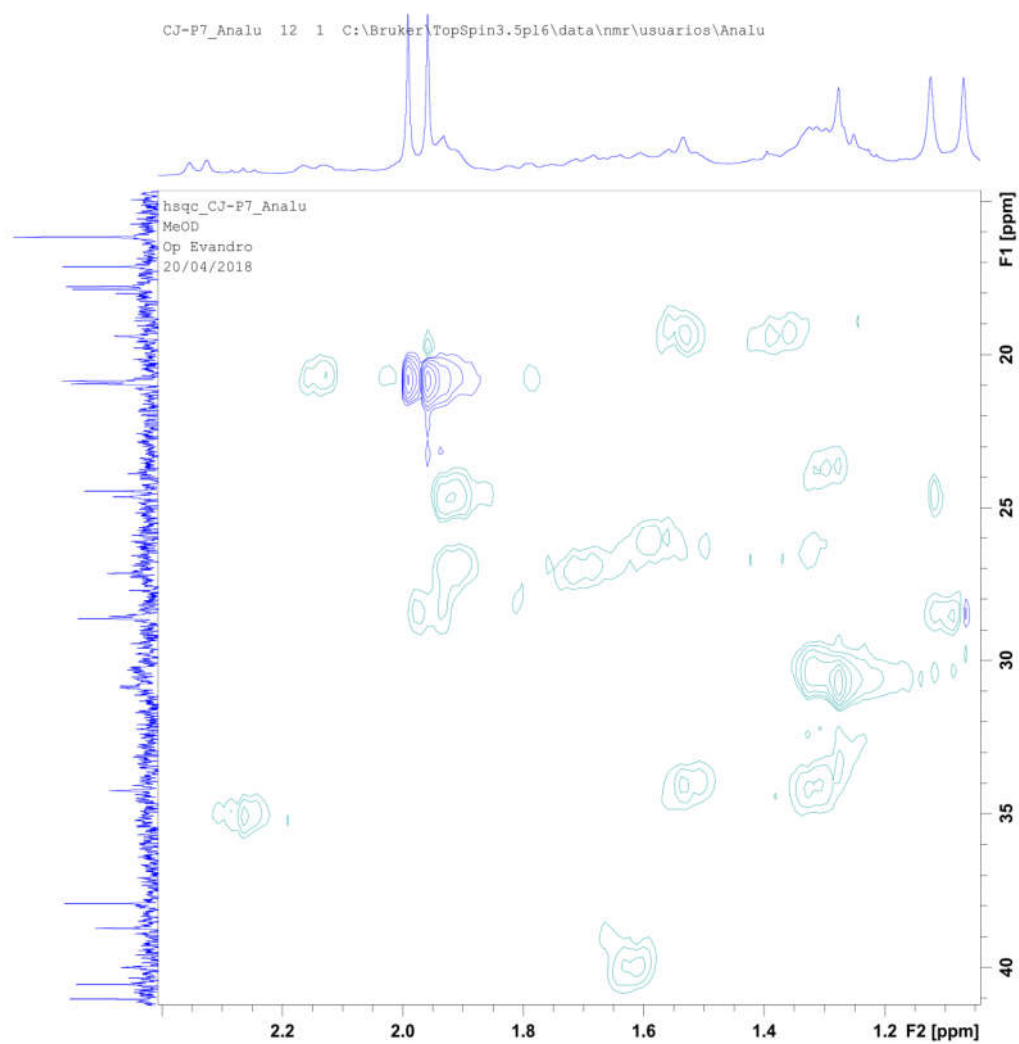 CJ-P7_Analu 12 1 C:\Bruker\TopSpin3.5pl6\data\nmr\usuarios\Analu
hsqc_CJ-P7_Analu
MeOD
Op Evandro
20/04/2018
F1 [ppm]
20
25
30
35
40
2.2 2.0 1.8 1.6 1.4 1.2 F2 [ppm]